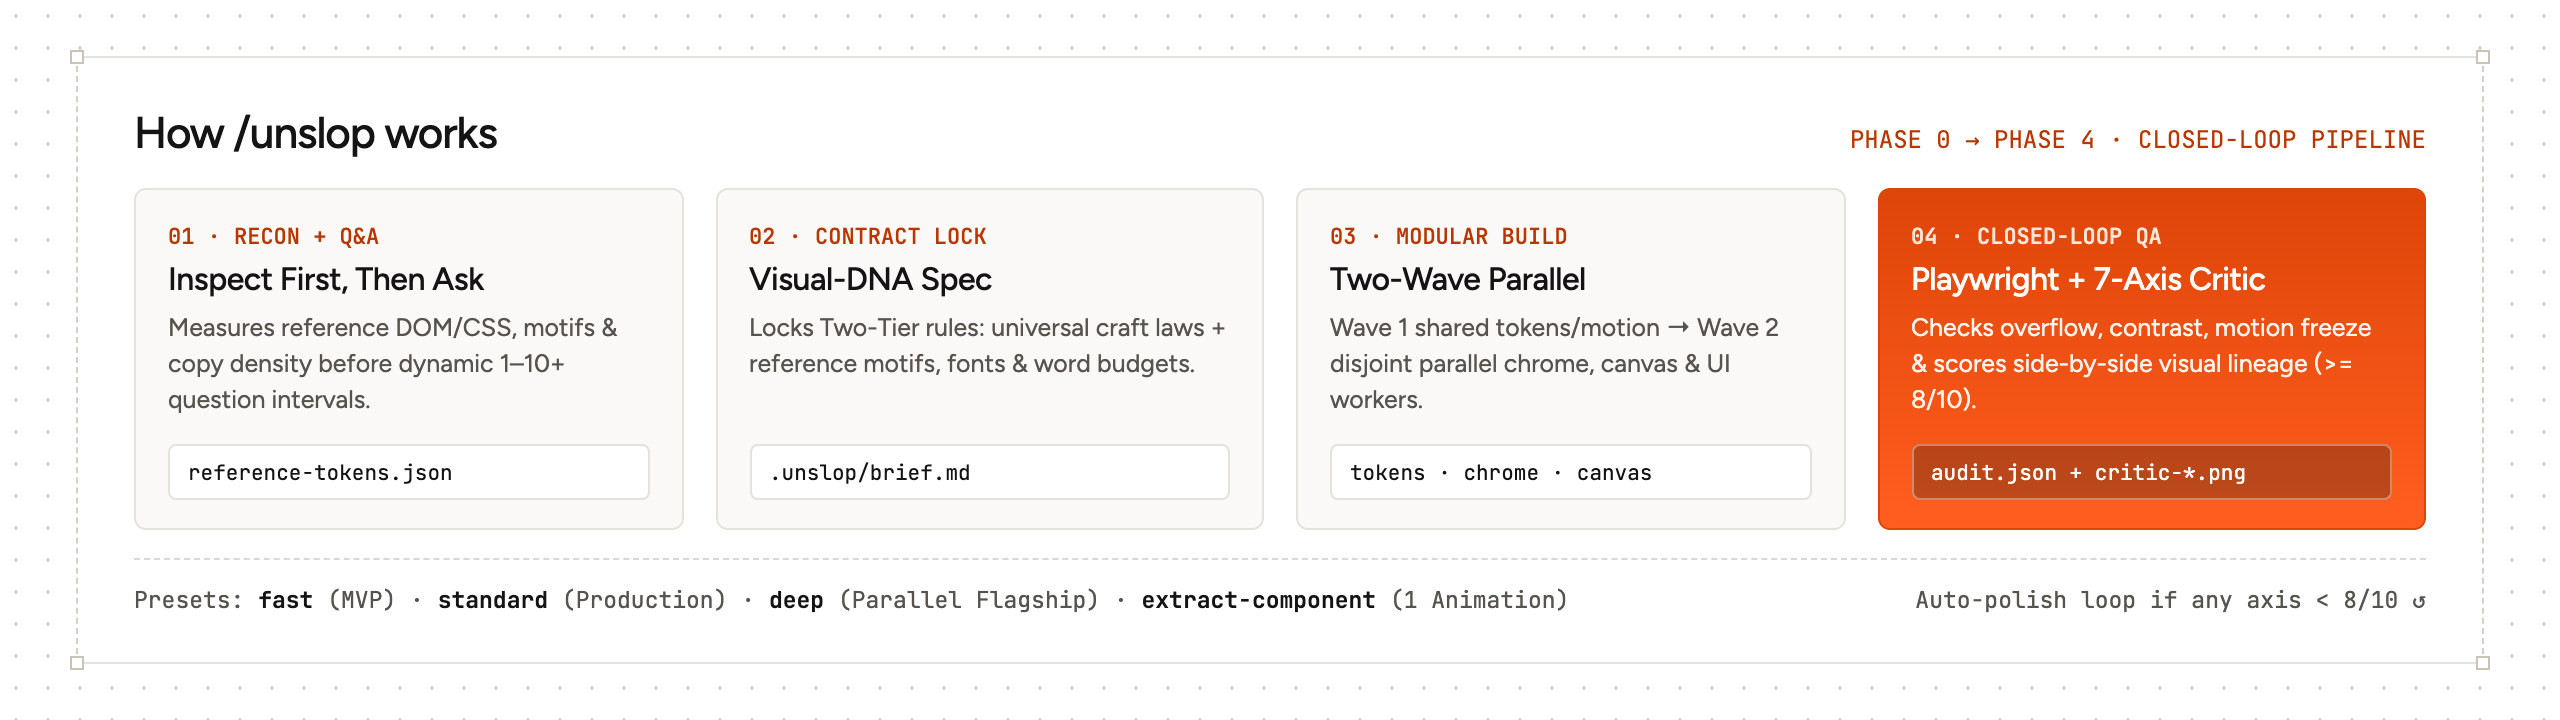 How /unslop works
PHASE 0 → PHASE 4 · CLOSED-LOOP PIPELINE
01 · RECON + Q&A
Inspect First, Then Ask
Measures reference DOM/CSS, motifs &
copy density before dynamic 1–10+
question intervals.
reference-tokens.json
02 · CONTRACT LOCK
Visual-DNA Spec
Locks Two-Tier rules: universal craft laws +
reference motifs, fonts & word budgets.
.unslop/brief.md
03 · MODULAR BUILD
Two-Wave Parallel
Wave 1 shared tokens/motion → Wave 2
disjoint parallel chrome, canvas & UI
workers.
tokens · chrome · canvas
04 · CLOSED-LOOP QA
Playwright + 7-Axis Critic
Checks overflow, contrast, motion freeze
& scores side-by-side visual lineage (>=
8/10).
audit.json + critic-*.png
Presets: fast (MVP) · standard (Production) · deep (Parallel Flagship) · extract-component (1 Animation)
Auto-polish loop if any axis < 8/10 ↺